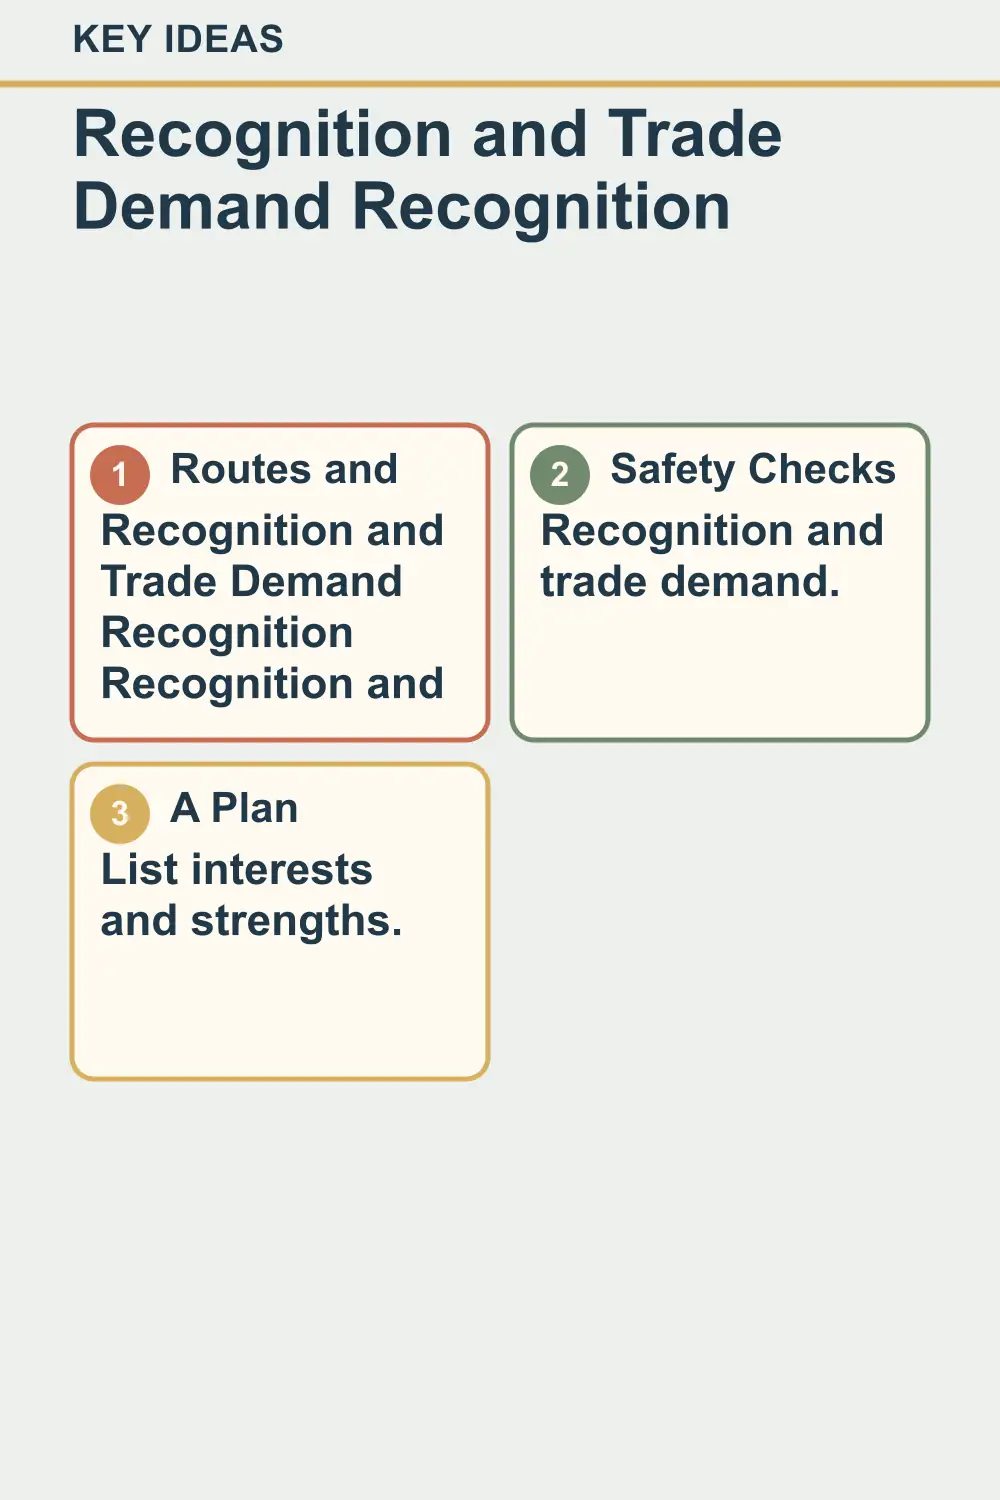 KEY IDEAS
Recognition and Trade
Demand Recognition
1 Routes and
Recognition and
Trade Demand
Recognition
Recognition and
2 Safety Checks
Recognition and
trade demand.
3 A Plan
List interests
and strengths.